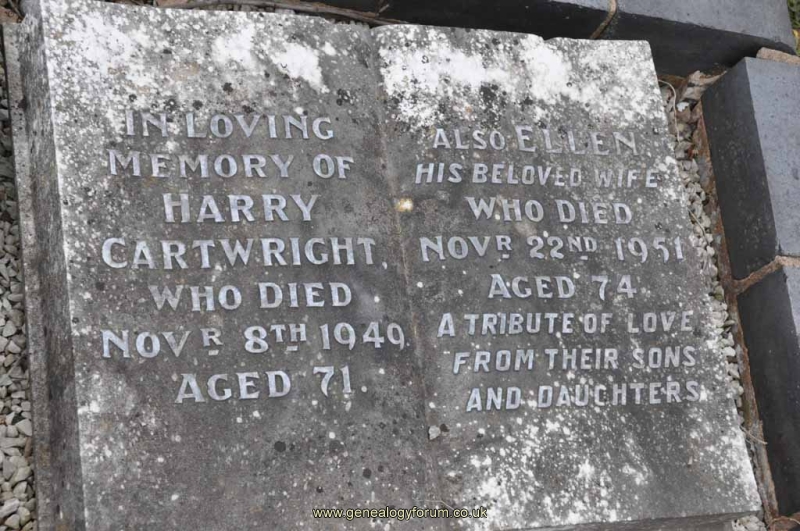 IN LOVING
MEMORY OF
HARRY
CARTWRIGHT,
WHO DIED
NOVR 8TH 1949.
AGED 71.
ALSO ELLEN
HIS BELOVED WIFE
WHO DIED
NOVR 22ND 1951
AGED 74.
A TRIBUTE OF LOVE
FROM THEIR SONS
AND DAUGHTERS
www.genealogyforum.co.uk